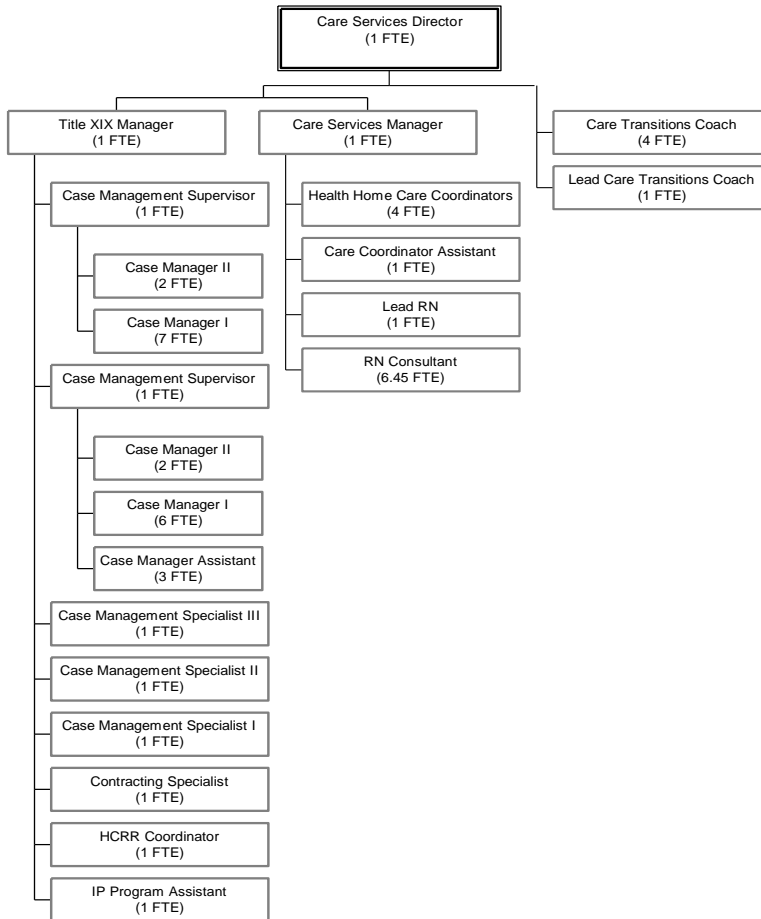 Care Services Director
(1 FTE)
Title XIX Manager
(1 FTE)
Care Services Manager
(1 FTE)
Care Transitions Coach
(4 FTE)
Lead Care Transitions Coach
(1 FTE)
Case Management Supervisor
(1 FTE)
Case Manager II
(2 FTE)
Case Manager I
(7 FTE)
Case Management Supervisor
(1 FTE)
Case Manager II
(2 FTE)
Case Manager I
(6 FTE)
Case Manager Assistant
(3 FTE)
Case Management Specialist III
(1 FTE)
Case Management Specialist II
(1 FTE)
Case Management Specialist I
(1 FTE)
Contracting Specialist
(1 FTE)
HCRR Coordinator
(1 FTE)
IP Program Assistant
(1 FTE)
Health Home Care Coordinators
(4 FTE)
Care Coordinator Assistant
(1 FTE)
Lead RN
(1 FTE)
RN Consultant
(6.45 FTE)